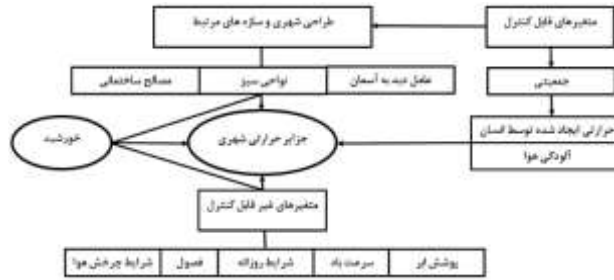 متغیرهای قابل کنترل
طراحی شهری و سازه های مرتبط
جمعیتی
عامل دید به آسمان
نواحی سبز
مصالح ساختمانی
حرارتی ایجاد شده توسط انسان
آلودگی هوا
جزایر حرارتی شهری
خورشید
متغیرهای غیر قابل کنترل
پوشش ابر
سرعت باد
شرایط روزانه
فصول
شرایط چرخش هوا